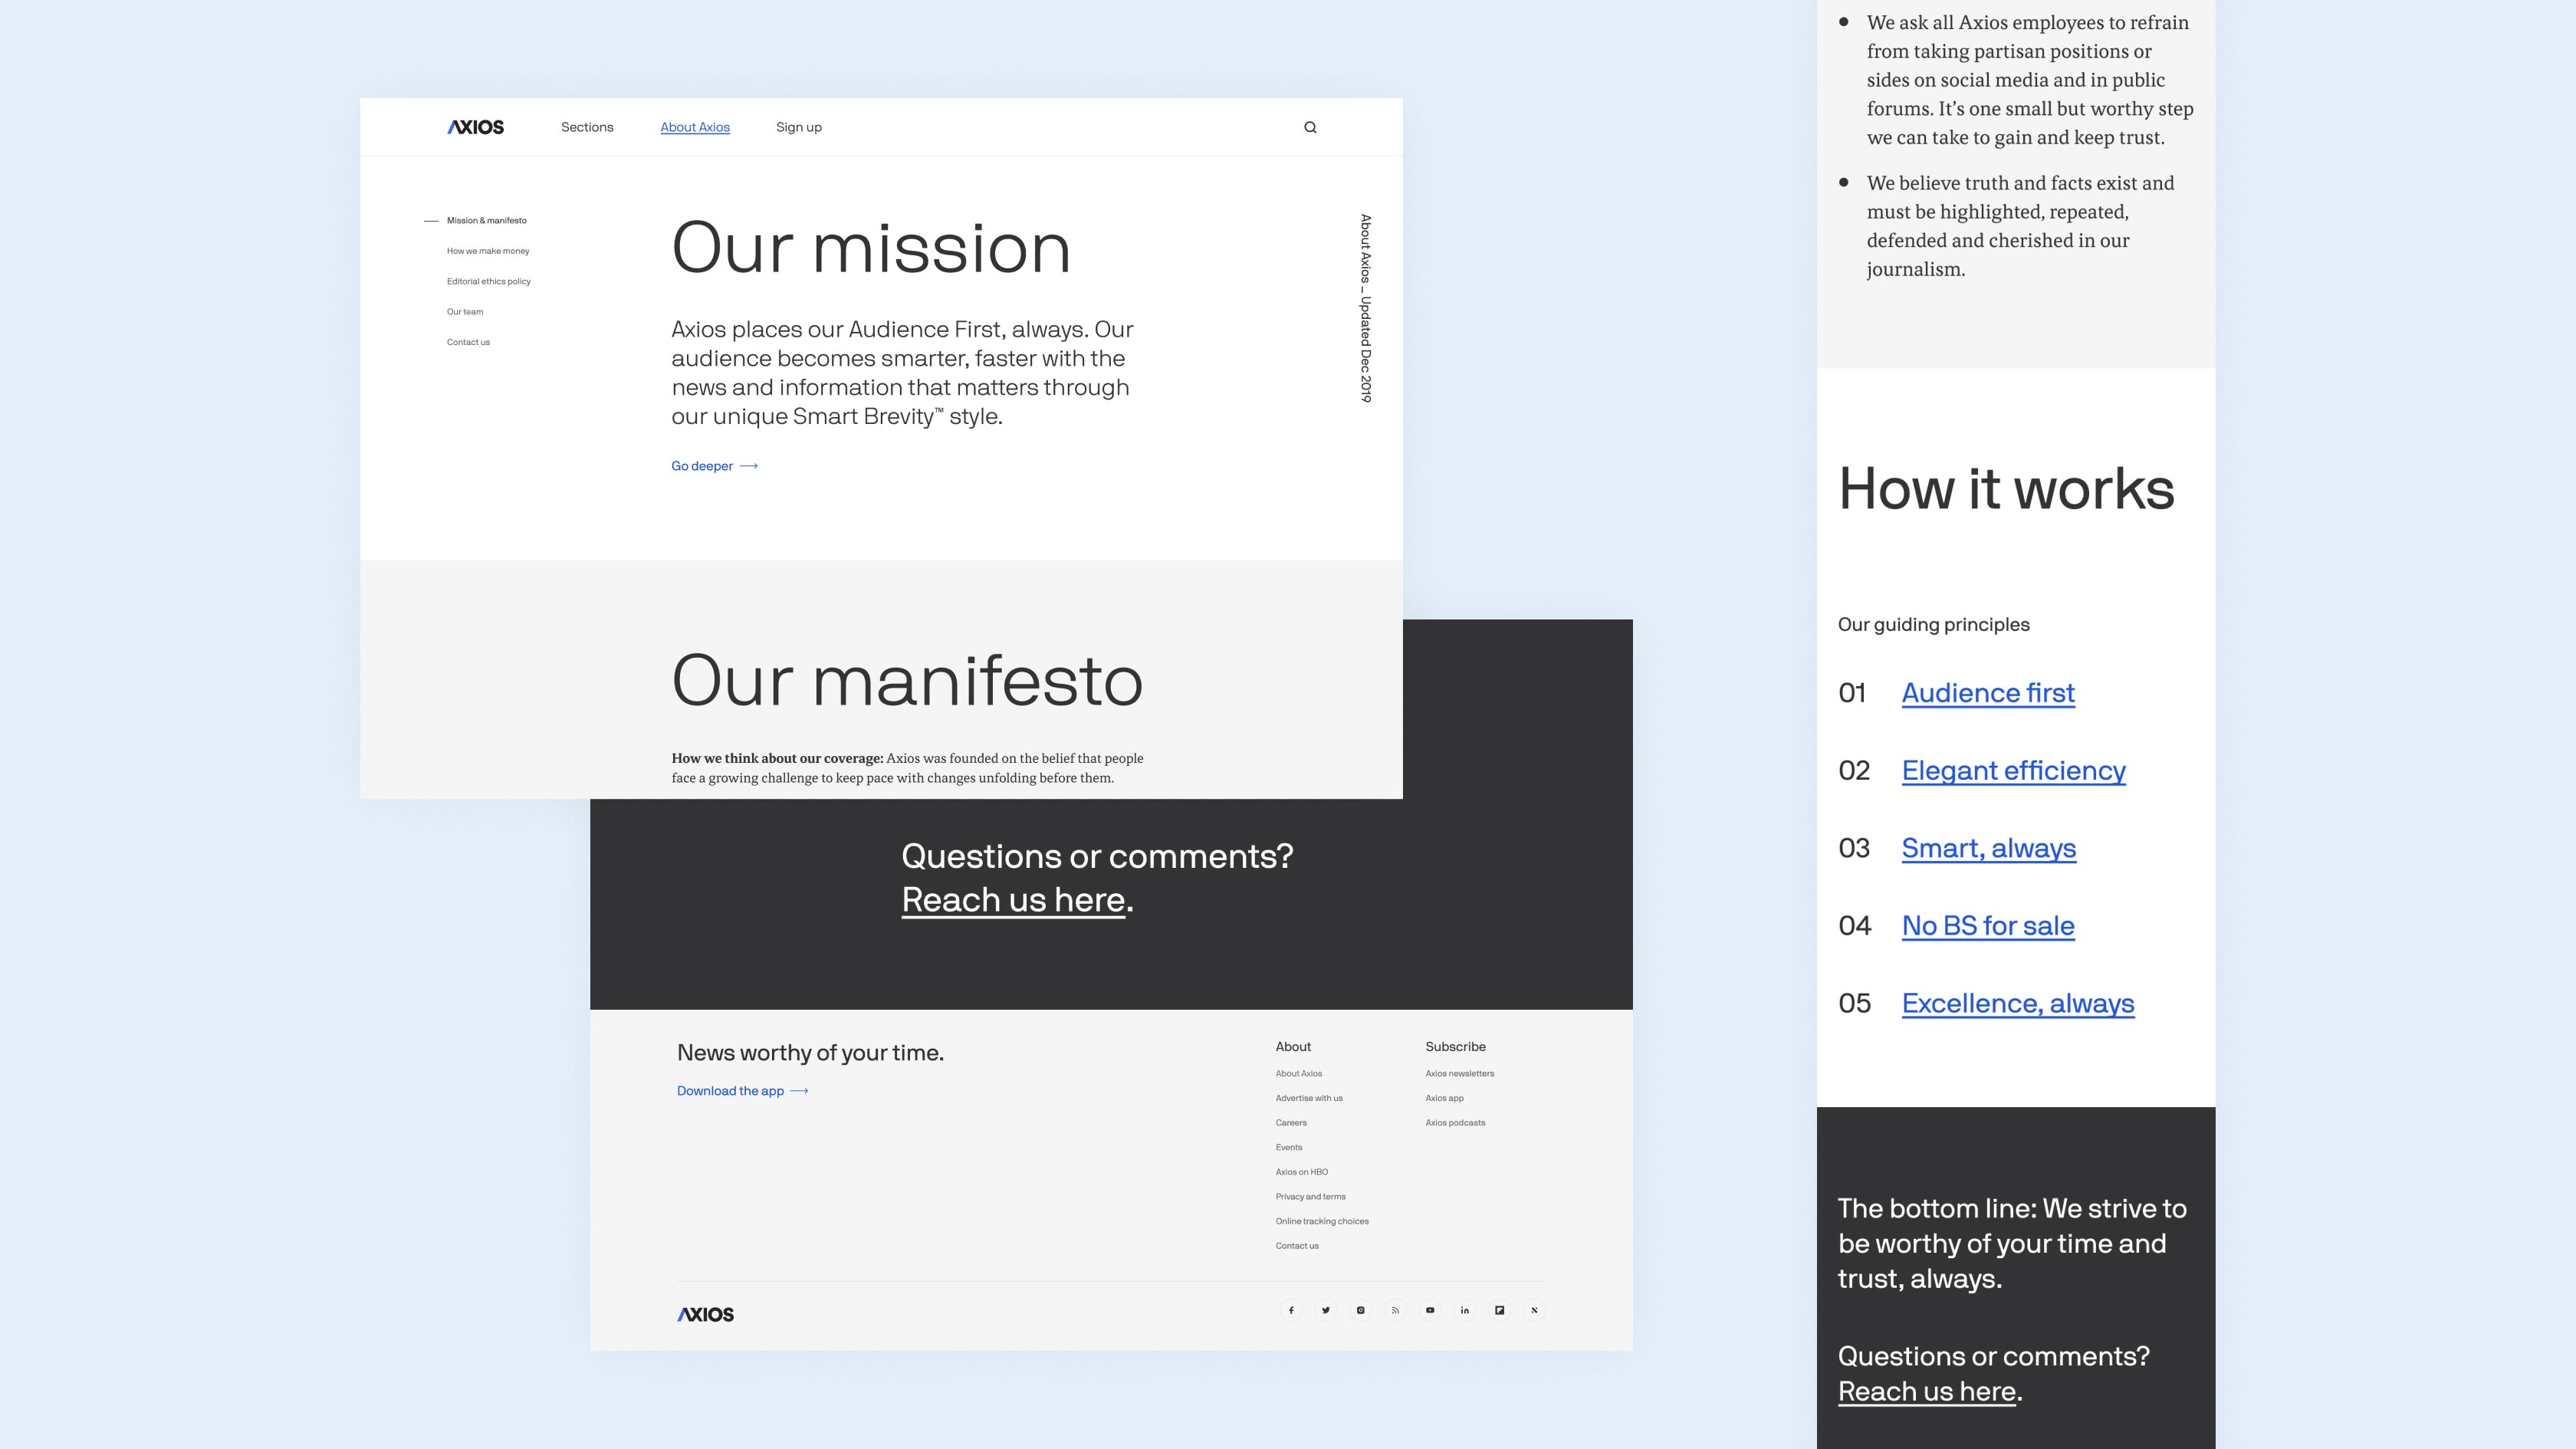 AXIOS
Sections
About Axios
Sign up
Mission & manifesto
How we make money
Editorial ethics policy
Our team
Contact us
Our mission
Axios places our Audience First, always. Our
audience becomes smarter, faster with the
news and information that matters through
our unique Smart Brevity™ style.
Go deeper
About Axios _ Updated Dec 2019
Our manifesto
How we think about our coverage: Axios was founded on the belief that people
face a growing challenge to keep pace with changes unfolding before them.
Questions or comments?
Reach us here.
News worthy of your time.
Download the app
About
About Axios
Advertise with us
Careers
Events
Axios on HBO
Privacy and terms
Online tracking choices
Contact us
Subscribe
Axios newsletters
Axios app
Axios podcasts
AXIOS
We ask all Axios employees to refrain
from taking partisan positions or
sides on social media and in public
forums. It’s one small but worthy step
we can take to gain and keep trust.
We believe truth and facts exist and
must be highlighted, repeated,
defended and cherished in our
journalism.
How it works
Our guiding principles
01 Audience first
02 Elegant efficiency
03 Smart, always
04 No BS for sale
05 Excellence, always
The bottom line: We strive to
be worthy of your time and
trust, always.
Questions or comments?
Reach us here.